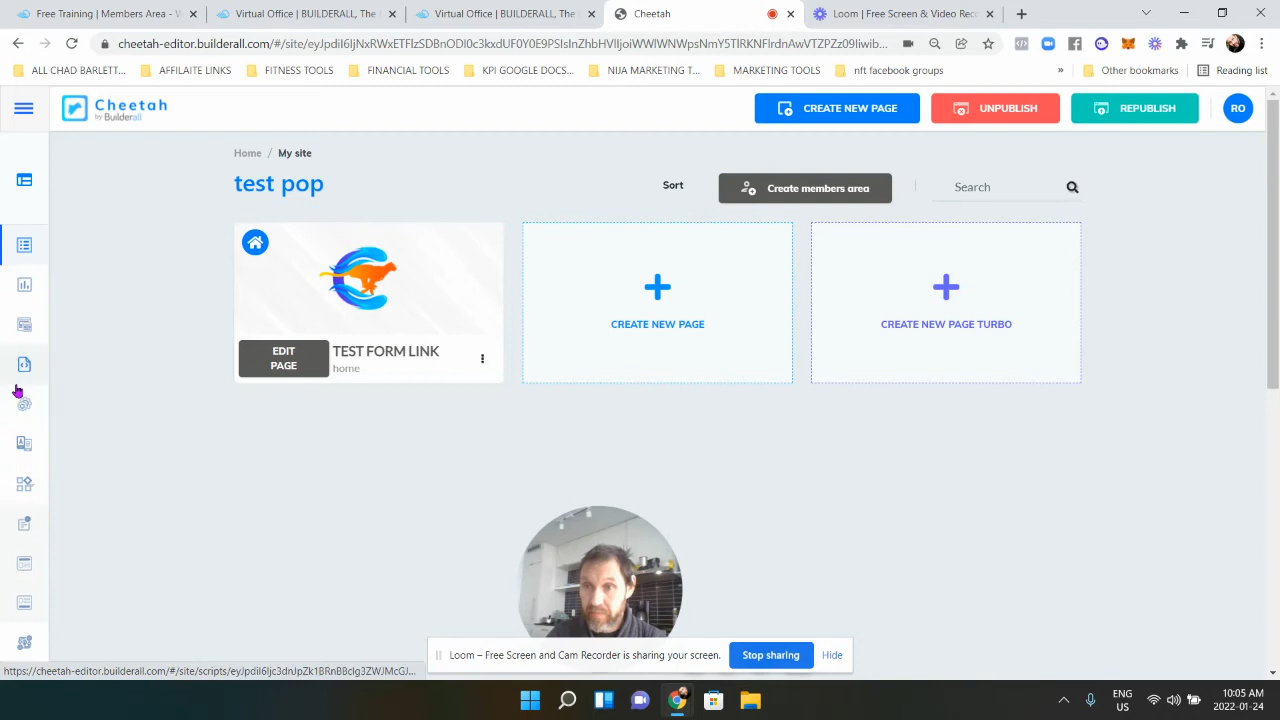 Free Training | Members Area - V
Virtual Office | BUILDERALL, The
Virtual Office | BUILDERALL, The
Cheetah
Loom | Free Screen & Video Reco
cheetah-editor.builderall.com/#/site/
ALL CHAD BARLETT...
AFFLAITE LINKS
FITNESS TOOLS
FINANCIAL TOOLS
KPI GOOGLE DOCS...
NIJA MARKETING T...
MARKETING TOOLS
nft facebook groups
»
Other bookmarks
Reading list
Cheetah
by Builderall
CREATE NEW PAGE
UNPUBLISH
REPUBLISH
RO
Home / My site
test pop
Sort
Create members area
Search
CREATE NEW PAGE
CREATE NEW PAGE TURBO
EDIT PAGE
TEST FORM LINK
home
Loom – Free Screen and Cam Recorder is sharing your screen.
Stop sharing
Hide
https://cheetah-editor.builderall.com/#/site/scripts/
ENG
US
10:05 AM
2022-01-24